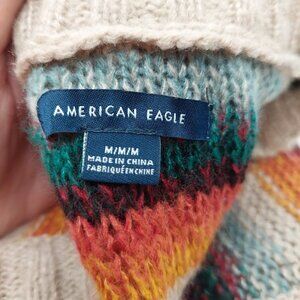 AMERICAN EAGLE
M/M/M
MADE IN CHINA
FABRIQUÉ EN CHINE